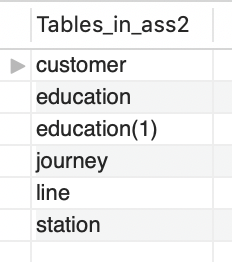 Tables_in_ass2
customer
education
education(1)
journey
line
station